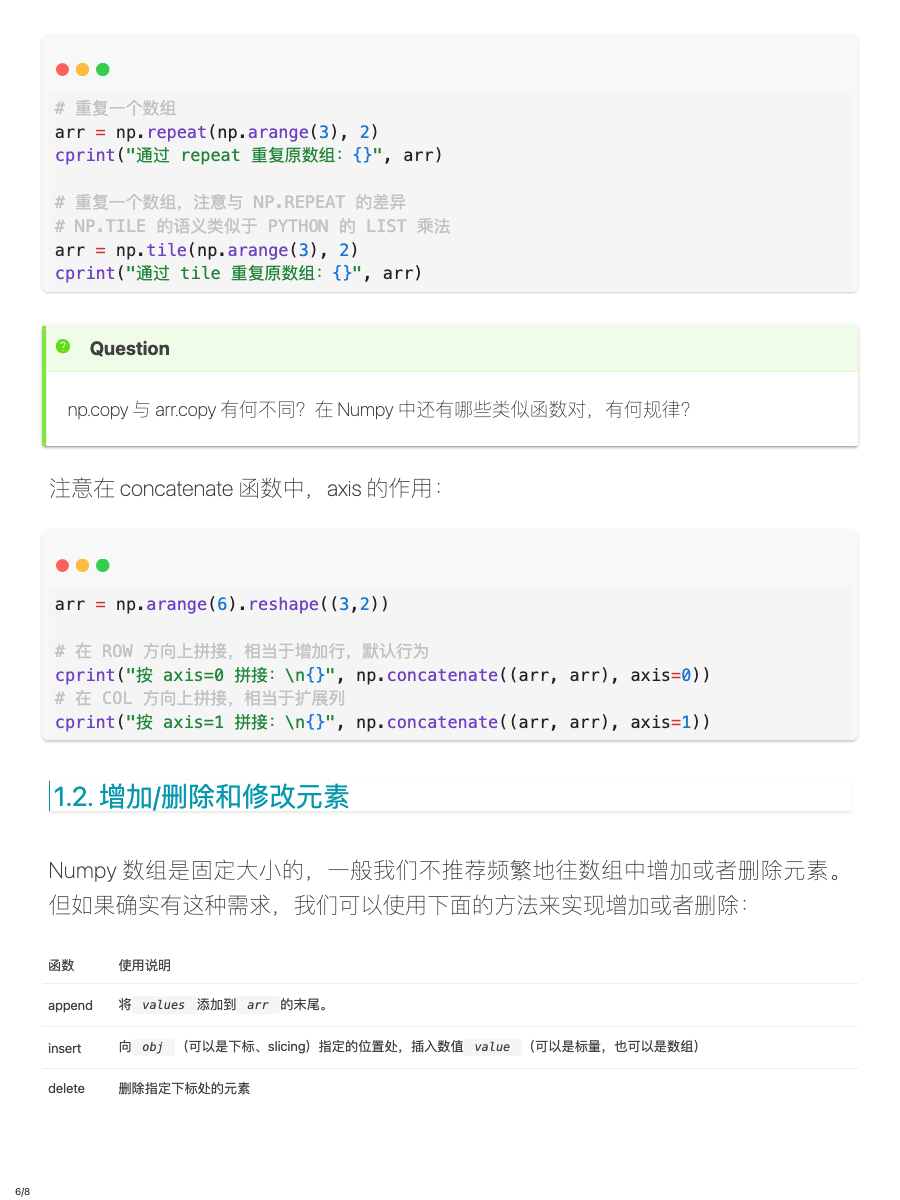 # 重复一个数组
arr = np.repeat(np.arange(3), 2)
cprint("通过 repeat 重复原数组：{}", arr)
# 重复一个数组，注意与 NP.REPEAT 的差异
# NP.TILE 的语义类似于 PYTHON 的 LIST 乘法
arr = np.tile(np.arange(3), 2)
cprint("通过 tile 重复原数组：{}", arr)
Question
np.copy 与 arr.copy 有何不同？在 Numpy 中还有哪些类似函数对，有何规律？
注意在 concatenate 函数中，axis 的作用：
arr = np.arange(6).reshape((3,2))
# 在 ROW 方向上拼接，相当于增加行，默认行为
cprint("按 axis=0 拼接：\n{}", np.concatenate((arr, arr), axis=0))
# 在 COL 方向上拼接，相当于扩展列
cprint("按 axis=1 拼接：\n{}", np.concatenate((arr, arr), axis=1))
1.2. 增加/删除和修改元素
Numpy 数组是固定大小的，一般我们不推荐频繁地往数组中增加或者删除元素。
但如果确实有这种需求，我们可以使用下面的方法来实现增加或者删除：
函数 使用说明
append 将 values 添加到 arr 的末尾。
insert 向 obj （可以是下标、slicing）指定的位置处，插入数值 value （可以是标量，也可以是数组）
delete 删除指定下标处的元素
6/8